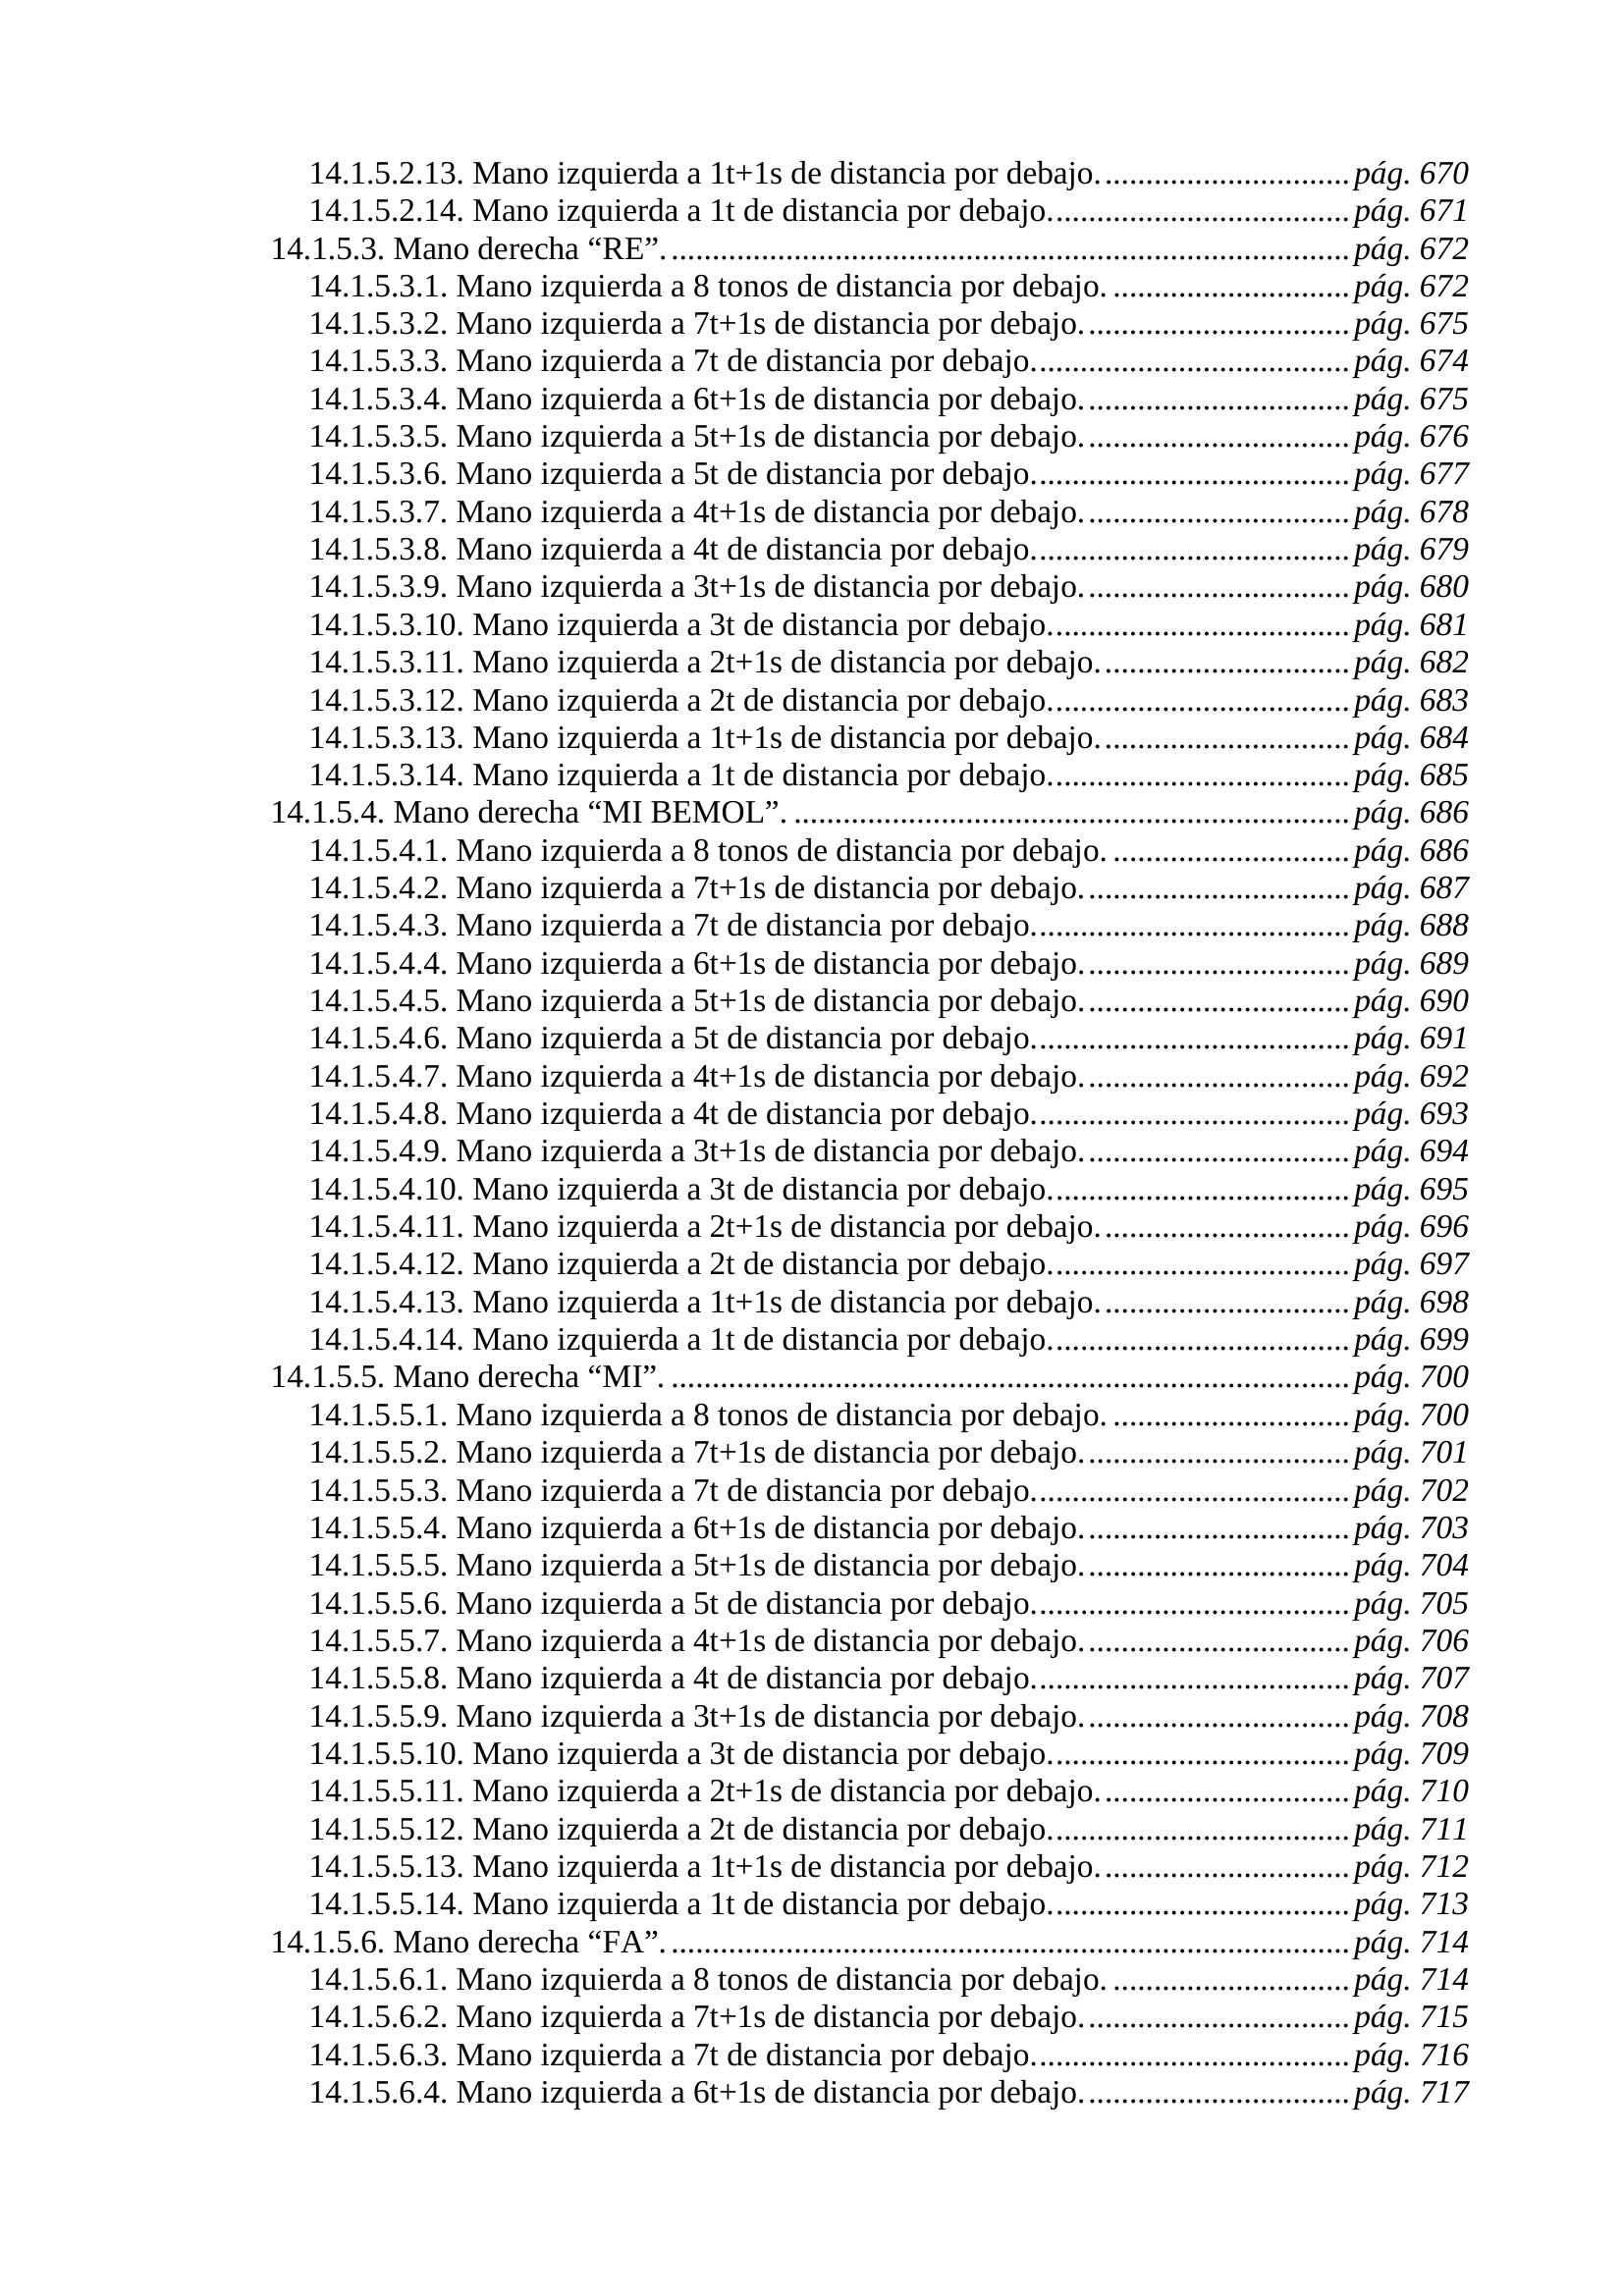 14.1.5.2.13. Mano izquierda a 1t+1s de distancia por debajo. .............................. pág. 670
14.1.5.2.14. Mano izquierda a 1t de distancia por debajo. .................................... pág. 671
14.1.5.3. Mano derecha “RE”. ................................................................................... pág. 672
14.1.5.3.1. Mano izquierda a 8 tonos de distancia por debajo. ............................. pág. 672
14.1.5.3.2. Mano izquierda a 7t+1s de distancia por debajo. ................................ pág. 675
14.1.5.3.3. Mano izquierda a 7t de distancia por debajo. ...................................... pág. 674
14.1.5.3.4. Mano izquierda a 6t+1s de distancia por debajo. ................................ pág. 675
14.1.5.3.5. Mano izquierda a 5t+1s de distancia por debajo. ................................ pág. 676
14.1.5.3.6. Mano izquierda a 5t de distancia por debajo. ...................................... pág. 677
14.1.5.3.7. Mano izquierda a 4t+1s de distancia por debajo. ................................ pág. 678
14.1.5.3.8. Mano izquierda a 4t de distancia por debajo. ...................................... pág. 679
14.1.5.3.9. Mano izquierda a 3t+1s de distancia por debajo. ................................ pág. 680
14.1.5.3.10. Mano izquierda a 3t de distancia por debajo. .................................... pág. 681
14.1.5.3.11. Mano izquierda a 2t+1s de distancia por debajo. .............................. pág. 682
14.1.5.3.12. Mano izquierda a 2t de distancia por debajo. .................................... pág. 683
14.1.5.3.13. Mano izquierda a 1t+1s de distancia por debajo. .............................. pág. 684
14.1.5.3.14. Mano izquierda a 1t de distancia por debajo. .................................... pág. 685
14.1.5.4. Mano derecha “MI BEMOL”. .................................................................... pág. 686
14.1.5.4.1. Mano izquierda a 8 tonos de distancia por debajo. ............................. pág. 686
14.1.5.4.2. Mano izquierda a 7t+1s de distancia por debajo. ................................ pág. 687
14.1.5.4.3. Mano izquierda a 7t de distancia por debajo. ...................................... pág. 688
14.1.5.4.4. Mano izquierda a 6t+1s de distancia por debajo. ................................ pág. 689
14.1.5.4.5. Mano izquierda a 5t+1s de distancia por debajo. ................................ pág. 690
14.1.5.4.6. Mano izquierda a 5t de distancia por debajo. ...................................... pág. 691
14.1.5.4.7. Mano izquierda a 4t+1s de distancia por debajo. ................................ pág. 692
14.1.5.4.8. Mano izquierda a 4t de distancia por debajo. ...................................... pág. 693
14.1.5.4.9. Mano izquierda a 3t+1s de distancia por debajo. ................................ pág. 694
14.1.5.4.10. Mano izquierda a 3t de distancia por debajo. .................................... pág. 695
14.1.5.4.11. Mano izquierda a 2t+1s de distancia por debajo. .............................. pág. 696
14.1.5.4.12. Mano izquierda a 2t de distancia por debajo. .................................... pág. 697
14.1.5.4.13. Mano izquierda a 1t+1s de distancia por debajo. .............................. pág. 698
14.1.5.4.14. Mano izquierda a 1t de distancia por debajo. .................................... pág. 699
14.1.5.5. Mano derecha “MI”. ................................................................................... pág. 700
14.1.5.5.1. Mano izquierda a 8 tonos de distancia por debajo. ............................. pág. 700
14.1.5.5.2. Mano izquierda a 7t+1s de distancia por debajo. ................................ pág. 701
14.1.5.5.3. Mano izquierda a 7t de distancia por debajo. ...................................... pág. 702
14.1.5.5.4. Mano izquierda a 6t+1s de distancia por debajo. ................................ pág. 703
14.1.5.5.5. Mano izquierda a 5t+1s de distancia por debajo. ................................ pág. 704
14.1.5.5.6. Mano izquierda a 5t de distancia por debajo. ...................................... pág. 705
14.1.5.5.7. Mano izquierda a 4t+1s de distancia por debajo. ................................ pág. 706
14.1.5.5.8. Mano izquierda a 4t de distancia por debajo. ...................................... pág. 707
14.1.5.5.9. Mano izquierda a 3t+1s de distancia por debajo. ................................ pág. 708
14.1.5.5.10. Mano izquierda a 3t de distancia por debajo. .................................... pág. 709
14.1.5.5.11. Mano izquierda a 2t+1s de distancia por debajo. .............................. pág. 710
14.1.5.5.12. Mano izquierda a 2t de distancia por debajo. .................................... pág. 711
14.1.5.5.13. Mano izquierda a 1t+1s de distancia por debajo. .............................. pág. 712
14.1.5.5.14. Mano izquierda a 1t de distancia por debajo. .................................... pág. 713
14.1.5.6. Mano derecha “FA”. ................................................................................... pág. 714
14.1.5.6.1. Mano izquierda a 8 tonos de distancia por debajo. ............................. pág. 714
14.1.5.6.2. Mano izquierda a 7t+1s de distancia por debajo. ................................ pág. 715
14.1.5.6.3. Mano izquierda a 7t de distancia por debajo. ...................................... pág. 716
14.1.5.6.4. Mano izquierda a 6t+1s de distancia por debajo. ................................ pág. 717